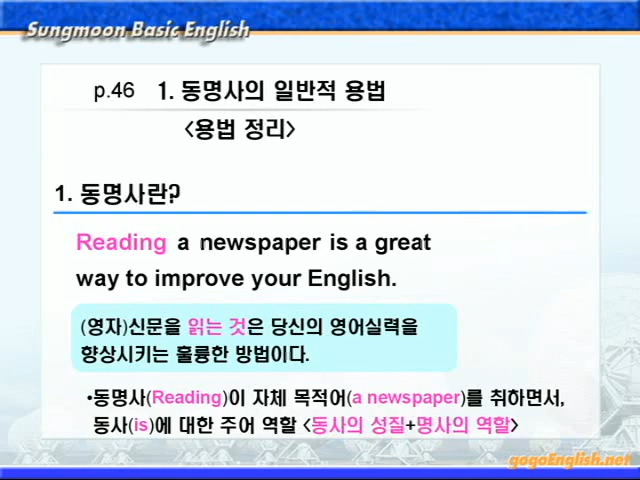 Sungmoon Basic English
p.46 1. 동명사의 일반적 용법
<용법 정리>
1. 동명사란?
Reading a newspaper is a great
way to improve your English.
(영자)신문을 읽는 것은 당신의 영어실력을
향상시키는 훌륭한 방법이다.
•동명사(Reading)이 자체 목적어(a newspaper)를 취하면서,
동사(is)에 대한 주어 역할 <동사의 성질+명사의 역할>
gogoEnglish.net